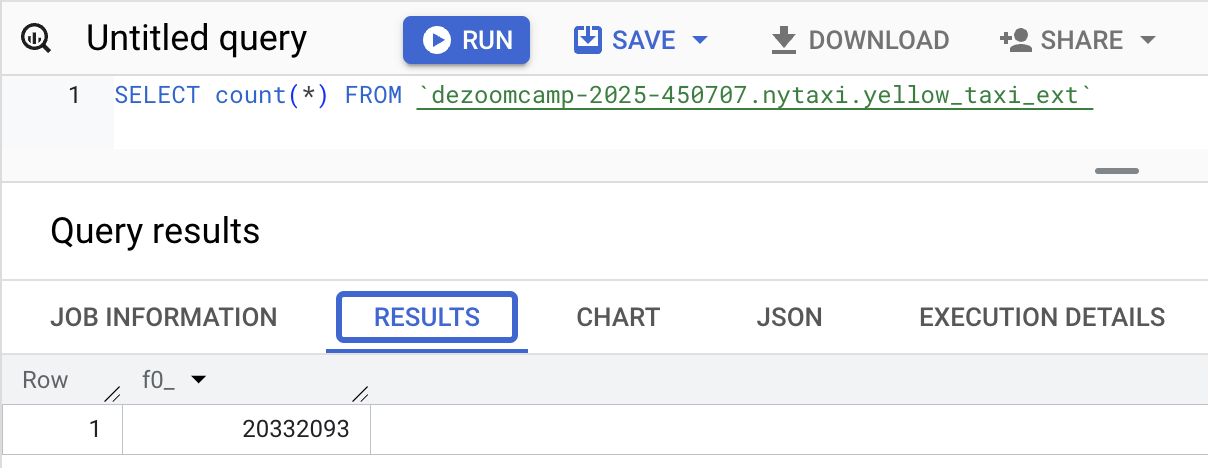 Untitled query RUN SAVE DOWNLOAD SHARE
1 SELECT count(*) FROM `dezoomcamp-2025-450707.nytaxi.yellow_taxi_ext`
Query results
JOB INFORMATION RESULTS CHART JSON EXECUTION DETAILS
Row f0_
1 20332093